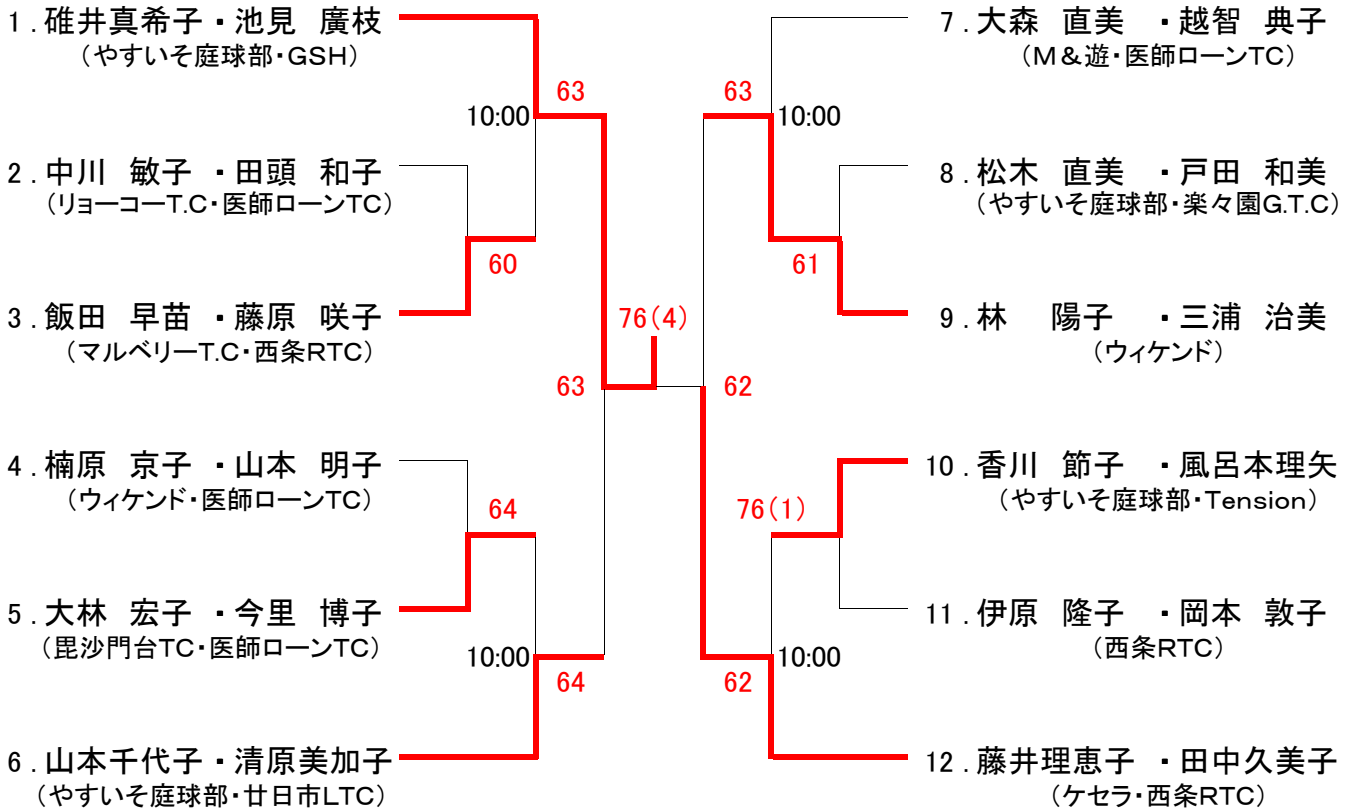 1．碓井真希子・池見　廣枝
（やすいそ庭球部・GSH）
63
10:00
2．中川　敏子　・田頭　和子
（リョーコーT.C・医師ローンTC）
60
3．飯田　早苗　・藤原　咲子
（マルベリーT.C・西条RTC）
76(4)
63
4．楠原　京子　・山本　明子
（ウィケンド・医師ローンTC）
64
5．大林　宏子　・今里　博子
（毘沙門台TC・医師ローンTC）
10:00
64
6．山本千代子・清原美加子
（やすいそ庭球部・廿日市LTC）
7．大森　直美　・越智　典子
（M＆遊・医師ローンTC）
63
10:00
8．松木　直美　・戸田　和美
（やすいそ庭球部・楽々園G.T.C）
61
9．林　　陽子　・三浦　治美
（ウィケンド）
62
10．香川　節子　・風呂本理矢
（やすいそ庭球部・Tension）
76(1)
11．伊原　隆子　・岡本　敦子
（西条RTC）
10:00
62
12．藤井理恵子　・田中久美子
（ケセラ・西条RTC）